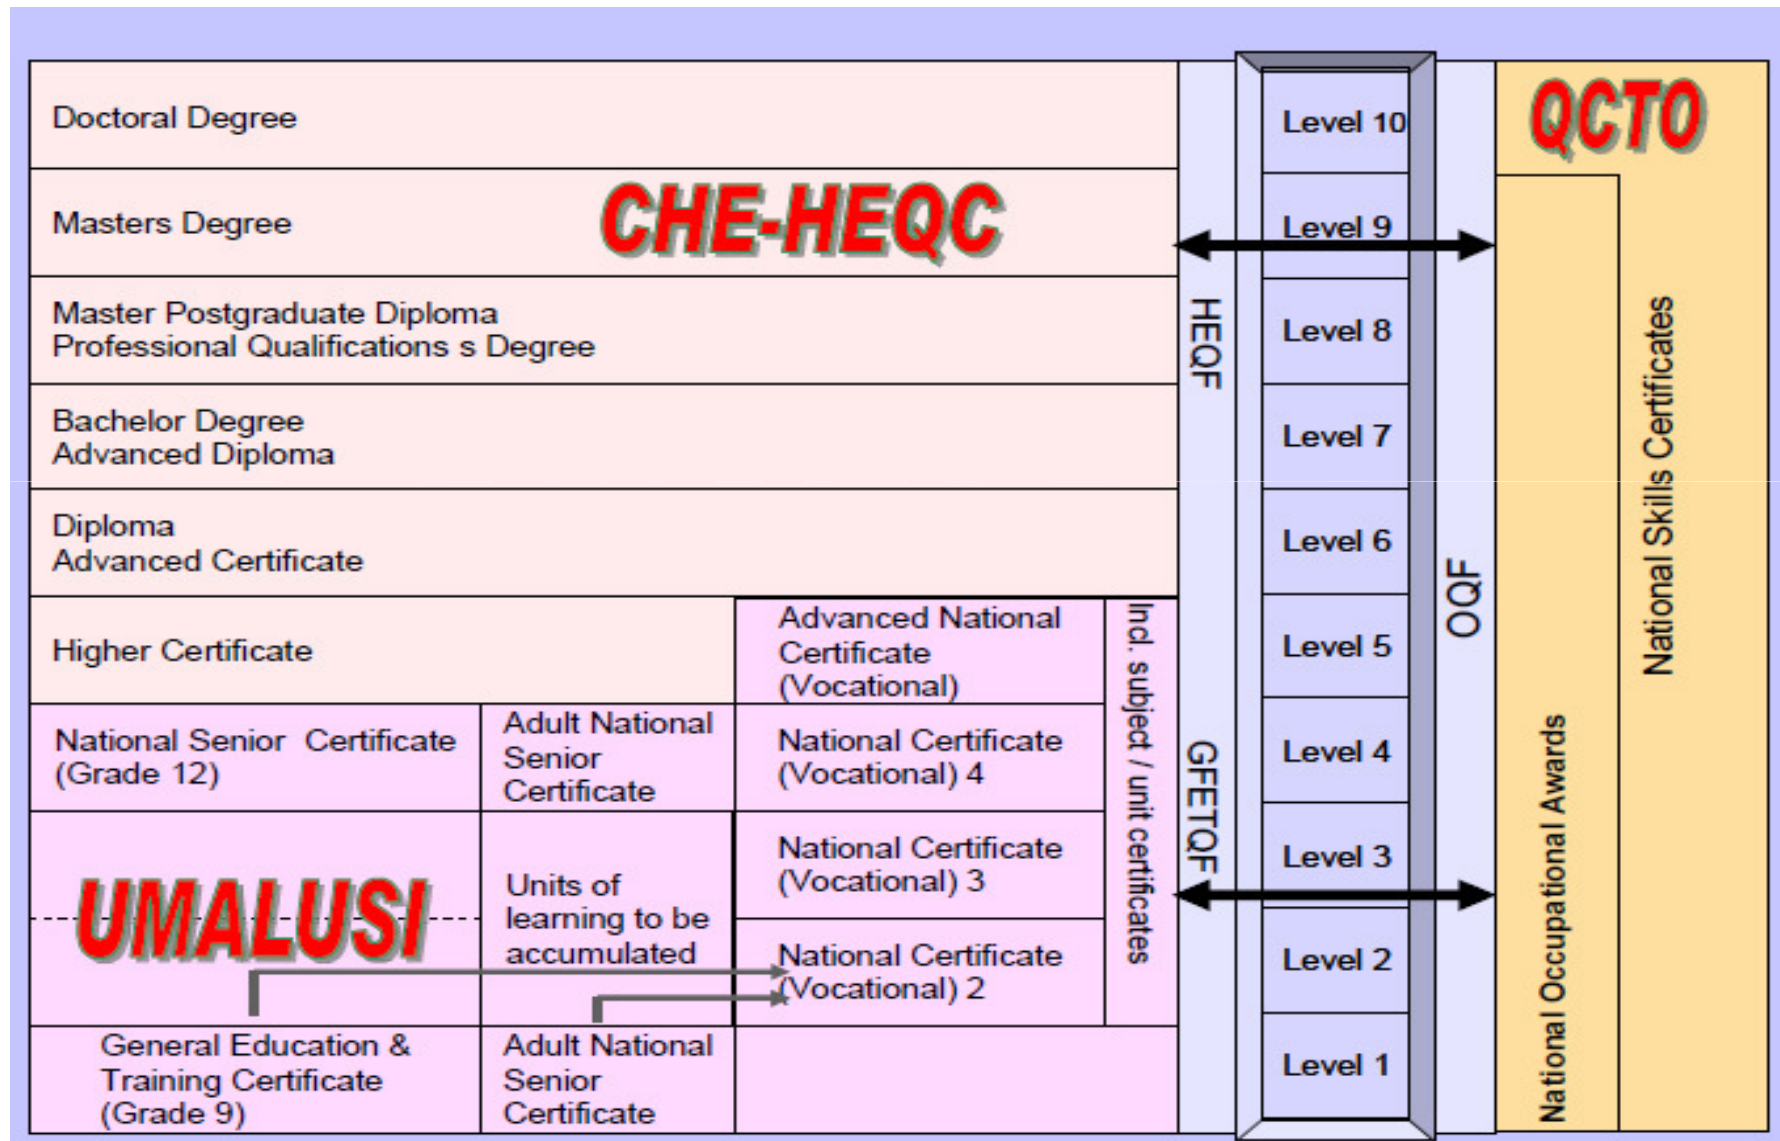 Doctoral Degree
Masters Degree
CHE-HEQC
Master Postgraduate Diploma
Professional Qualifications s Degree
Bachelor Degree
Advanced Diploma
Diploma
Advanced Certificate
Higher Certificate
Advanced National
Certificate
(Vocational)
National Senior Certificate
(Grade 12)
Adult National
Senior
Certificate
National Certificate
(Vocational) 4
UMALUSI
Units of
learning to be
accumulated
National Certificate
(Vocational) 3
National Certificate
(Vocational) 2
General Education &
Training Certificate
(Grade 9)
Adult National
Senior
Certificate
Incl. subject / unit certificates
HEQF
GFETQF
Level 10
Level 9
Level 8
Level 7
Level 6
Level 5
Level 4
Level 3
Level 2
Level 1
OQF
QCTO
National Occupational Awards
National Skills Certificates